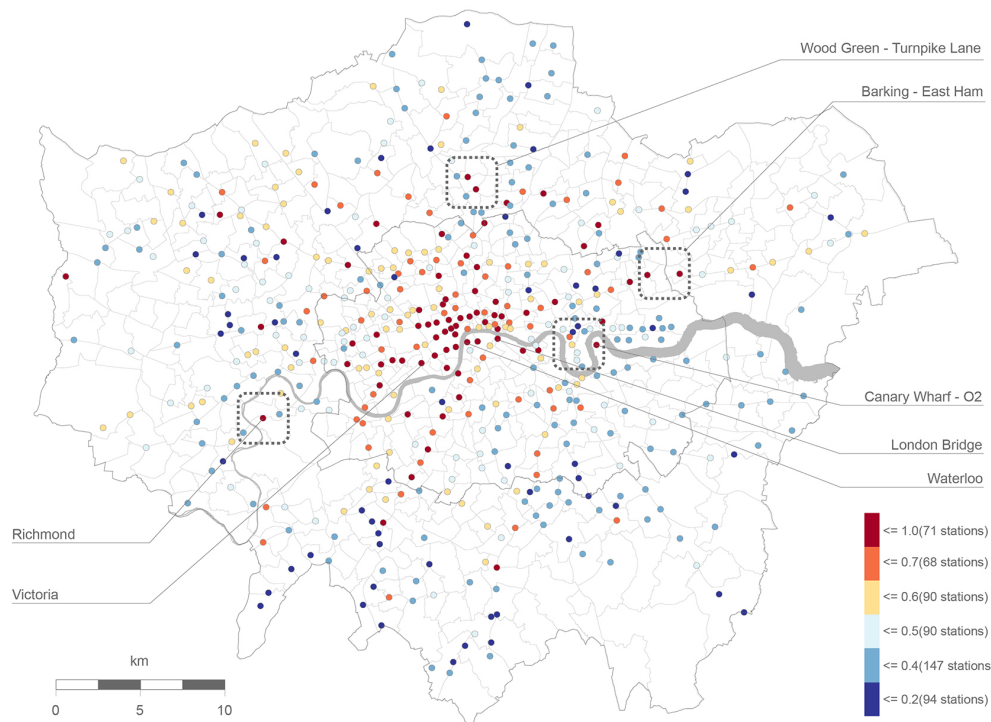 Wood Green - Turnpike Lane
Barking - East Ham
Canary Wharf - O2
London Bridge
Waterloo
Richmond
Victoria
<= 1.0(71 stations)
<= 0.7(68 stations)
<= 0.6(90 stations)
<= 0.5(90 stations)
<= 0.4(147 stations
<= 0.2(94 stations)
km
0 5 10